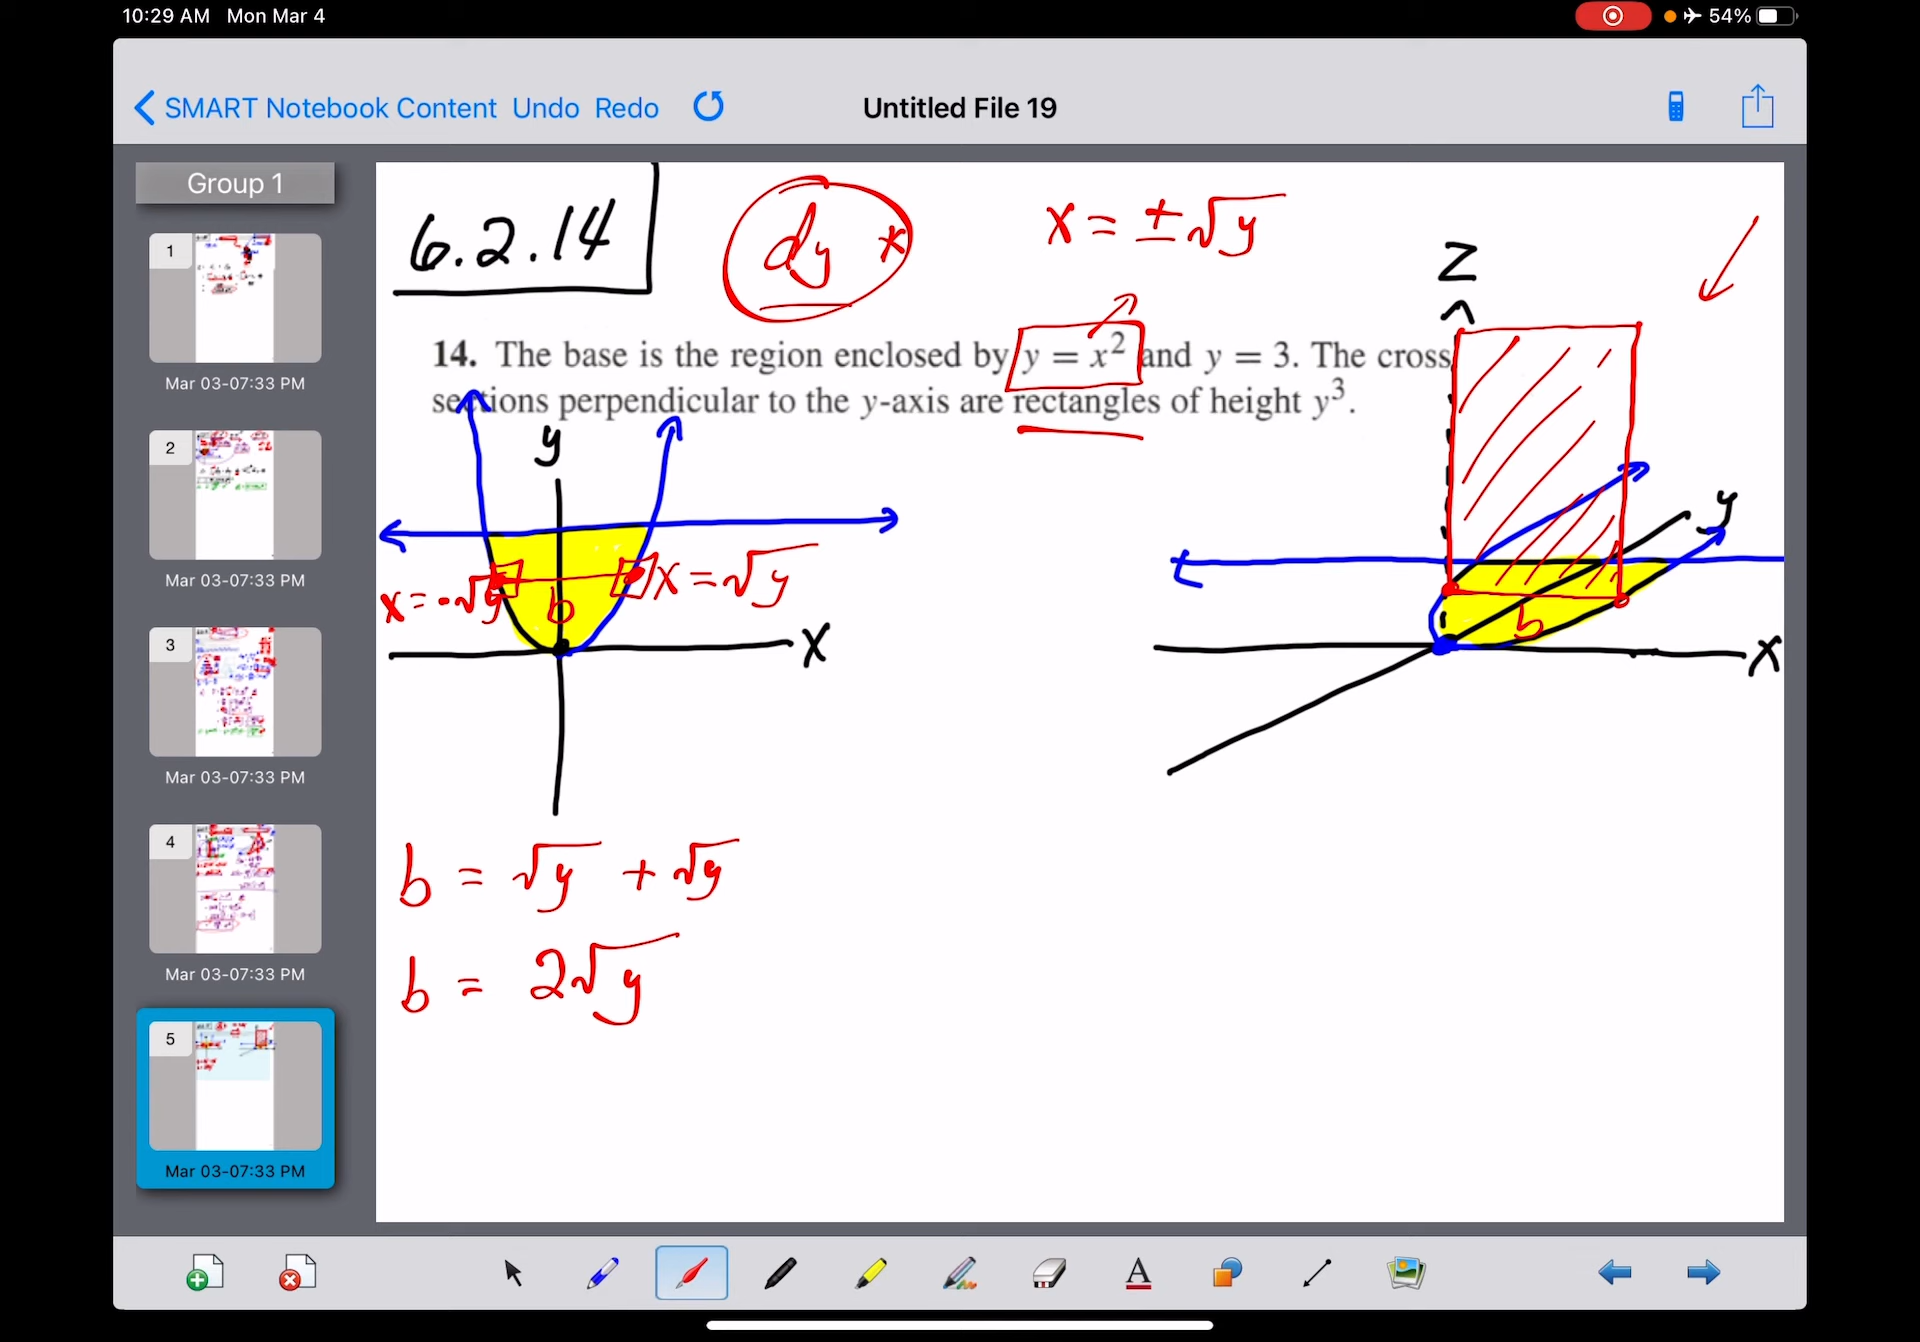 10:29 AM Mon Mar 4
54%
SMART Notebook Content Undo Redo
Untitled File 19
Group 1
1
Mar 03-07:33 PM
2
Mar 03-07:33 PM
3
Mar 03-07:33 PM
4
Mar 03-07:33 PM
5
Mar 03-07:33 PM
6.2.14
dy *
x = ±√y
14. The base is the region enclosed by y = x² and y = 3. The cross
sections perpendicular to the y-axis are rectangles of height y³.
y
x = -√y
b
x = √y
x
z
y
b
x
b = √y + √y
b = 2√y
A